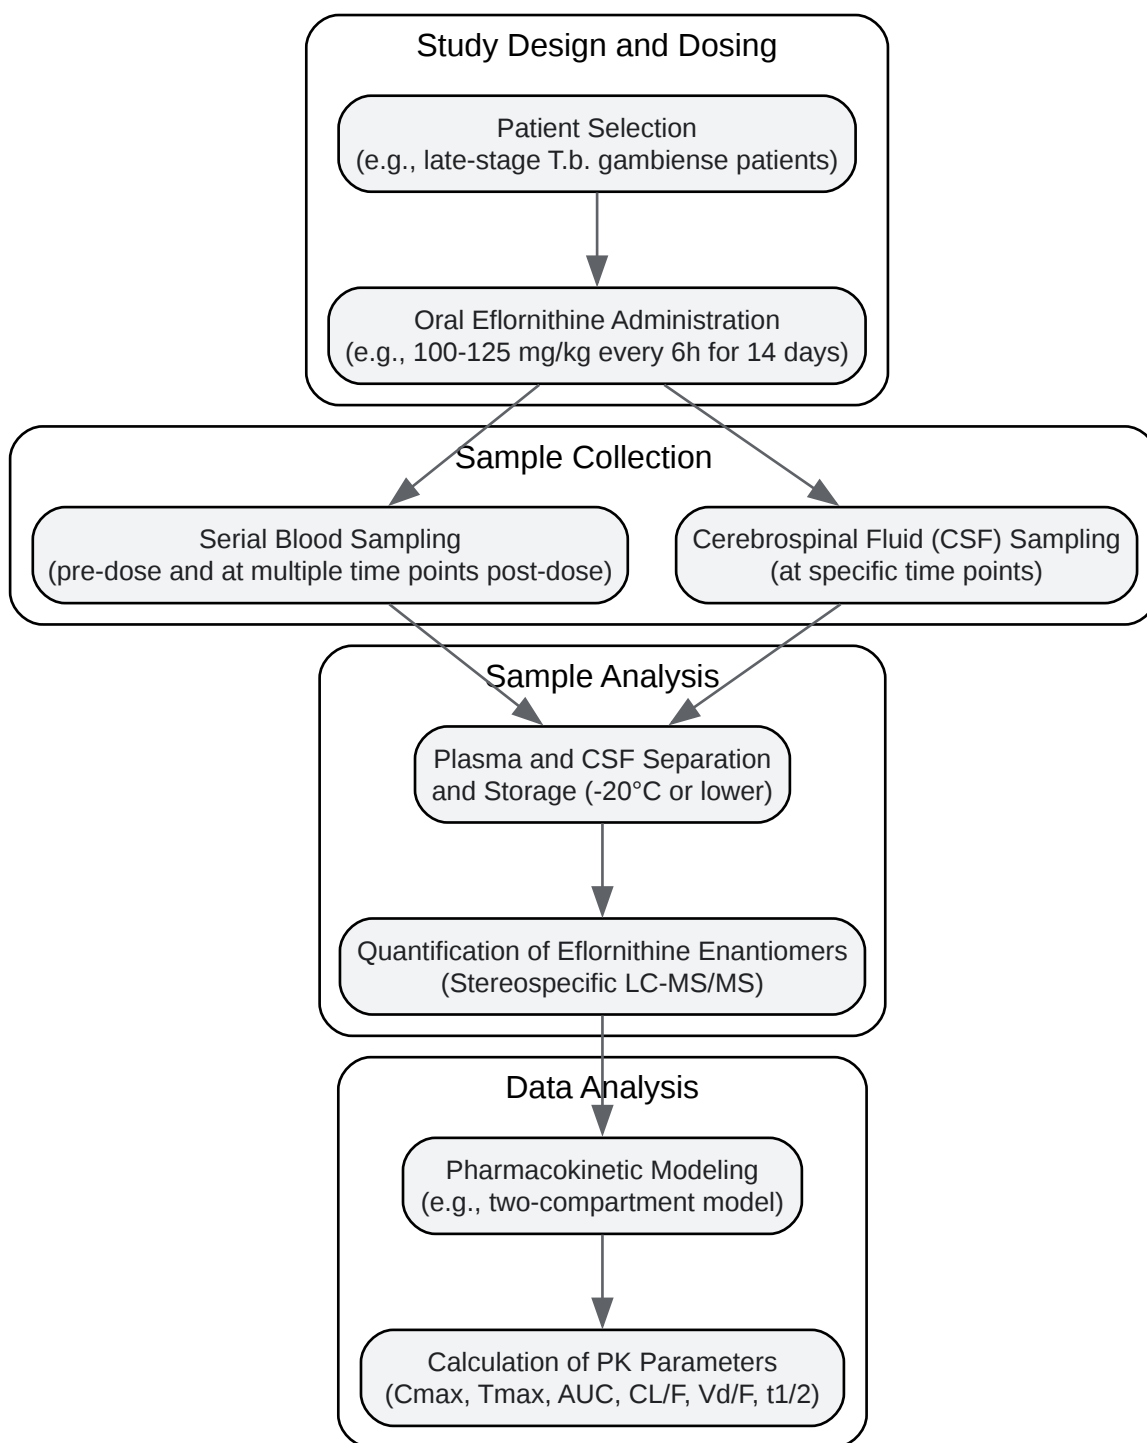 Study Design and Dosing
Patient Selection
(e.g., late-stage T.b. gambiense patients)
Oral Eflornithine Administration
(e.g., 100-125 mg/kg every 6h for 14 days)
Sample Collection
Serial Blood Sampling
(pre-dose and at multiple time points post-dose)
Cerebrospinal Fluid (CSF) Sampling
(at specific time points)
Sample Analysis
Plasma and CSF Separation
and Storage (-20°C or lower)
Quantification of Eflornithine Enantiomers
(Stereospecific LC-MS/MS)
Data Analysis
Pharmacokinetic Modeling
(e.g., two-compartment model)
Calculation of PK Parameters
(Cmax, Tmax, AUC, CL/F, Vd/F, t1/2)